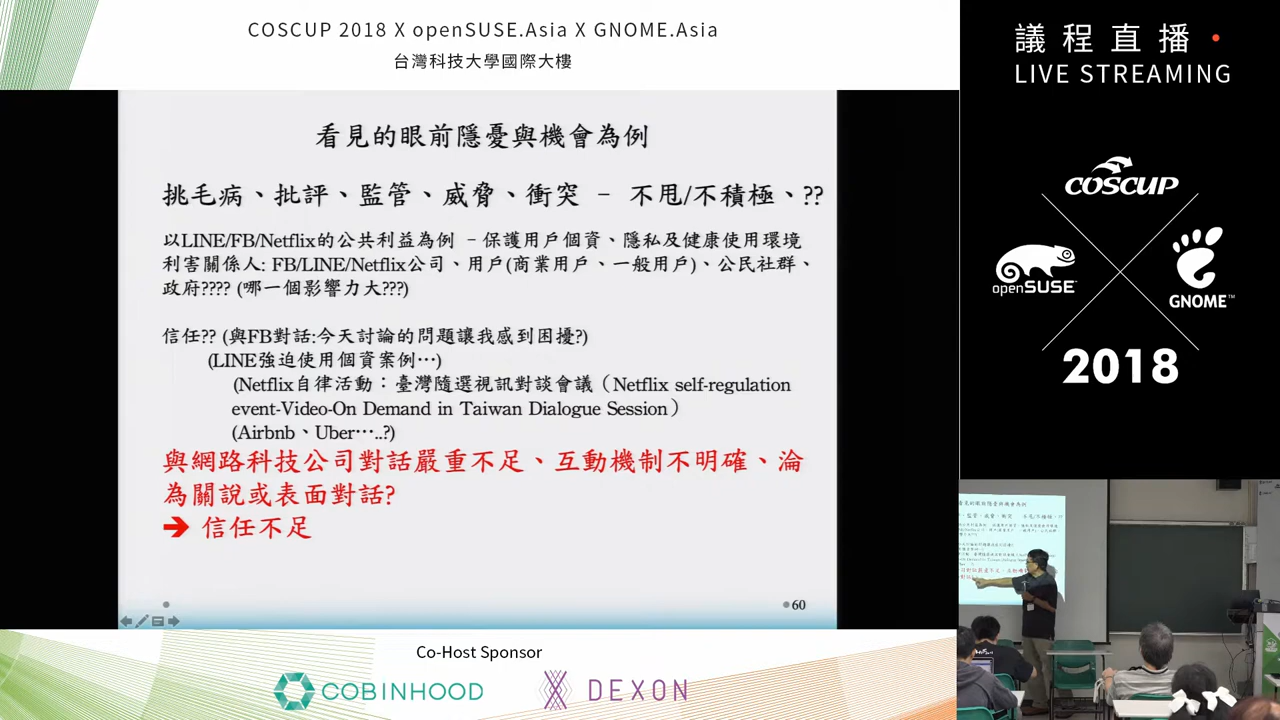 COSCUP 2018 X openSUSE.Asia X GNOME.Asia
台灣科技大學國際大樓
議程直播
LIVE STREAMING
看見的眼前隱憂與機會為例
挑毛病、批評、監管、威脅、衝突 – 不甩/不積極、??
以LINE/FB/Netflix的公共利益為例 –保護用戶個資、隱私及健康使用環境
利害關係人: FB/LINE/Netflix公司、用戶(商業用戶、一般用戶)、公民社群、
政府???? (哪一個影響力大???)
信任?? (與FB對話:今天討論的問題讓我感到困擾?)
(LINE強迫使用個資案例…)
(Netflix自律活動：臺灣隨選視訊對談會議（Netflix self-regulation
event-Video-On Demand in Taiwan Dialogue Session）
(Airbnb、Uber…..?)
與網路科技公司對話嚴重不足、互動機制不明確、淪
為關說或表面對話?
➔ 信任不足
60
COSCUP
openSUSE
GNOME™
2018
Co-Host Sponsor
COBINHOOD
DEXON